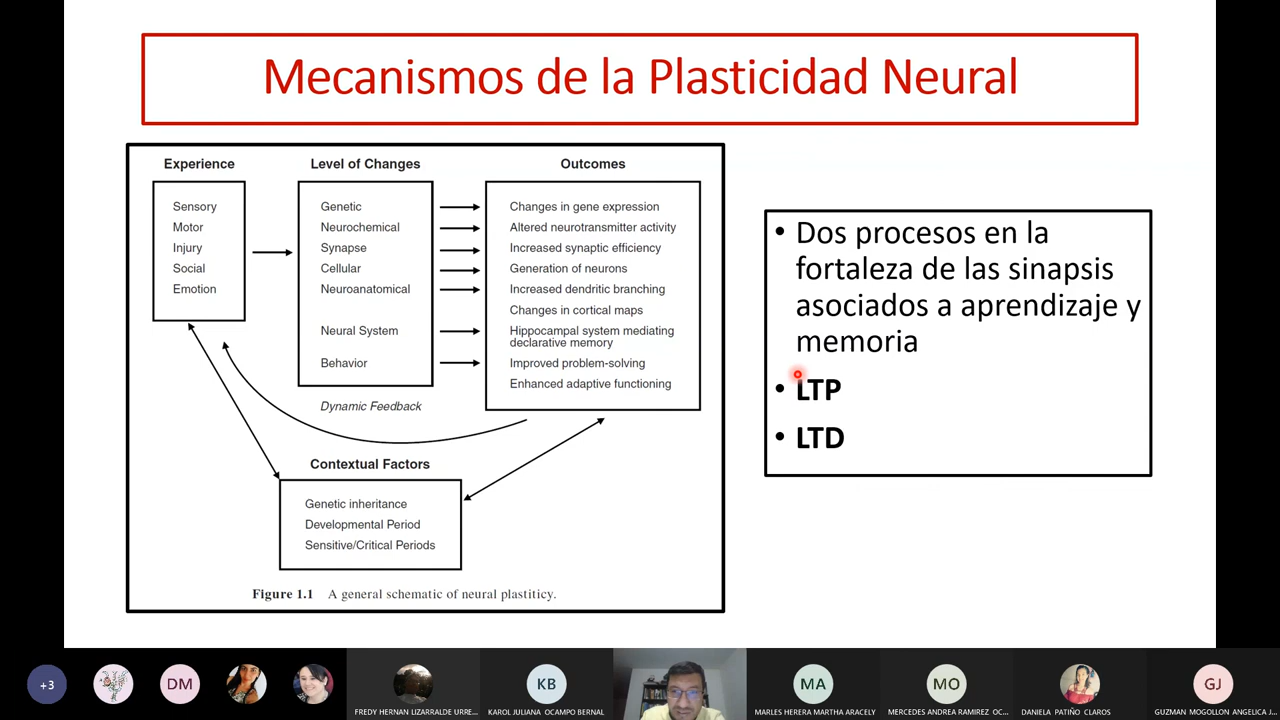 Mecanismos de la Plasticidad Neural
Experience
Sensory
Motor
Injury
Social
Emotion
Level of Changes
Genetic
Neurochemical
Synapse
Cellular
Neuroanatomical
Neural System
Behavior
Dynamic Feedback
Outcomes
Changes in gene expression
Altered neurotransmitter activity
Increased synaptic efficiency
Generation of neurons
Increased dendritic branching
Changes in cortical maps
Hippocampal system mediating
declarative memory
Improved problem-solving
Enhanced adaptive functioning
Contextual Factors
Genetic inheritance
Developmental Period
Sensitive/Critical Periods
Figure 1.1 A general schematic of neural plastiticy.
• Dos procesos en la
fortaleza de las sinapsis
asociados a aprendizaje y
memoria
• LTP
• LTD
+3
DM
FREDY HERNAN LIZARRALDE URRE...
KB
KAROL JULIANA OCAMPO BERNAL
MA
MARLES HERERA MARTHA ARACELY
MO
MERCEDES ANDREA RAMIREZ OC...
DANIELA PATIÑO CLAROS
GJ
GUZMAN MOGOLLON ANGELICA J...